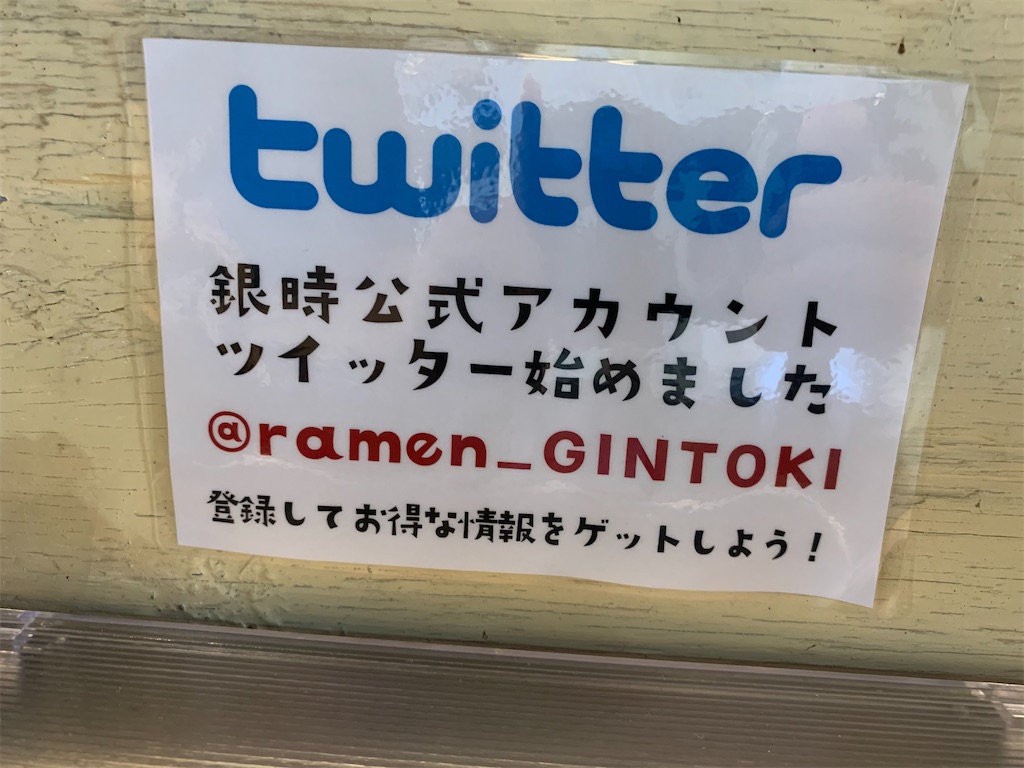 twitter
銀時公式アカウント
ツイッター始めました
@ramen_GINTOKI
登録してお得な情報をゲットしよう！